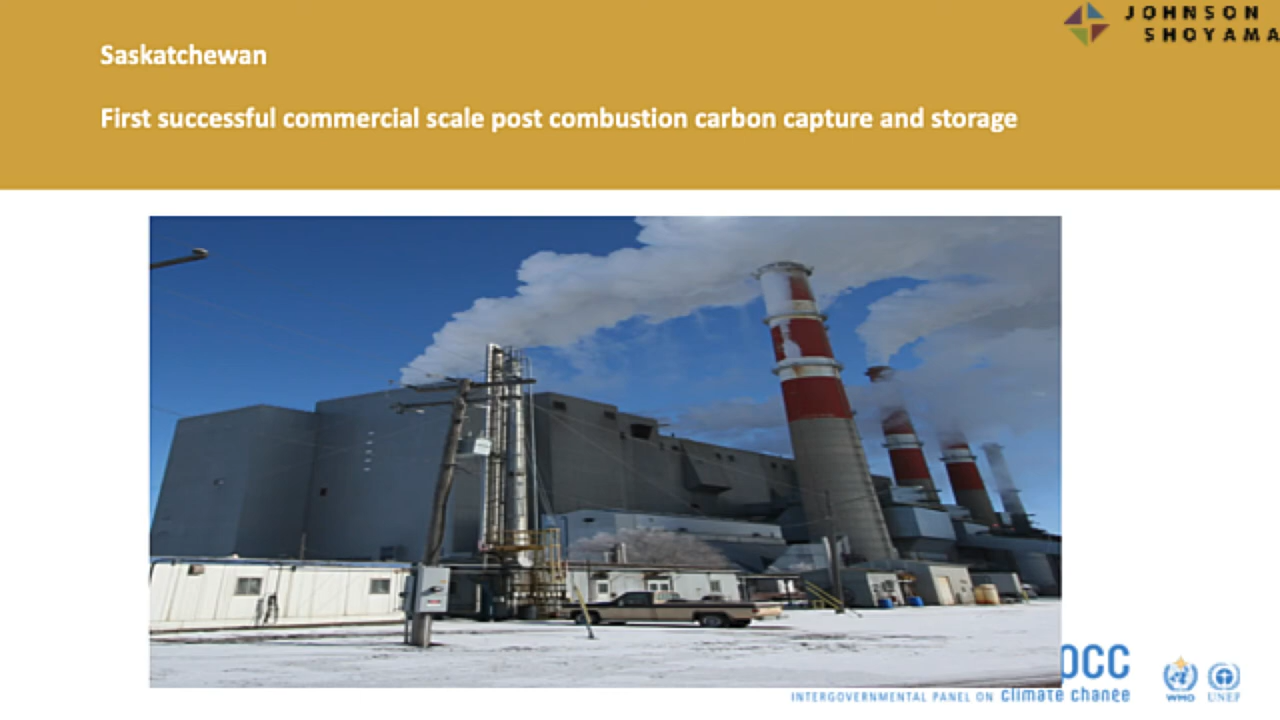 JOHNSON
SHOYAMA
Saskatchewan
First successful commercial scale post combustion carbon capture and storage
INTERGOVERNMENTAL PANEL ON climate change
WMO
UNEP